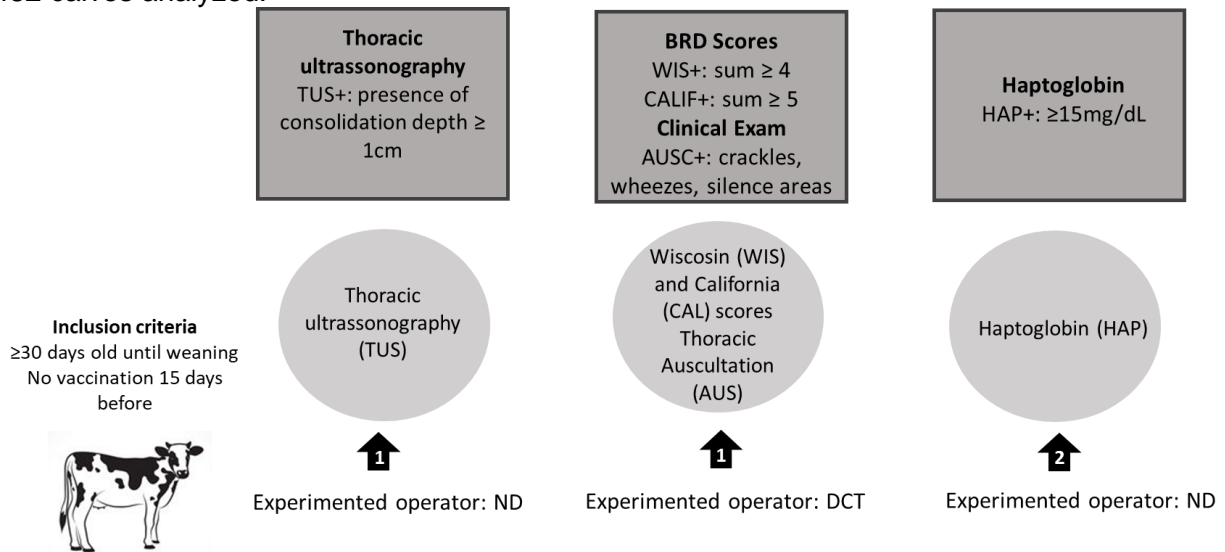 calves analyzed.
Thoracic
ultrassonography
TUS+: presence of
consolidation depth ≥
1cm
BRD Scores
WIS+: sum ≥ 4
CALIF+: sum ≥ 5
Clinical Exam
AUSC+: crackles,
wheezes, silence areas
Haptoglobin
HAP+: ≥15mg/dL
Inclusion criteria
≥30 days old until weaning
No vaccination 15 days
before
Thoracic
ultrassonography
(TUS)
Wiscosin (WIS)
and California
(CAL) scores
Thoracic
Auscultation
(AUS)
Haptoglobin (HAP)
1
1
2
Experimented operator: ND
Experimented operator: DCT
Experimented operator: ND